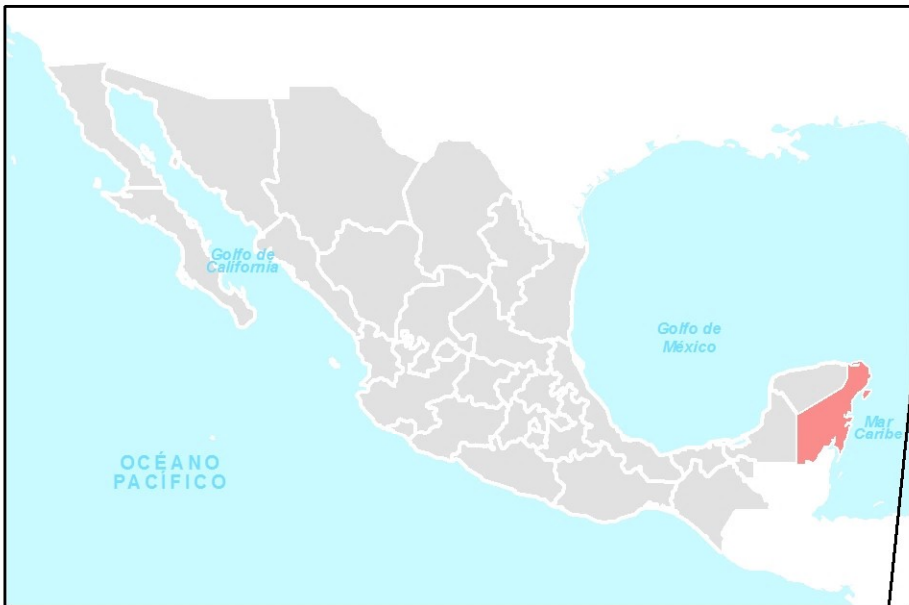 Golfo de
California
Golfo de
México
Mar
Caribe
OCÉANO
PACÍFICO